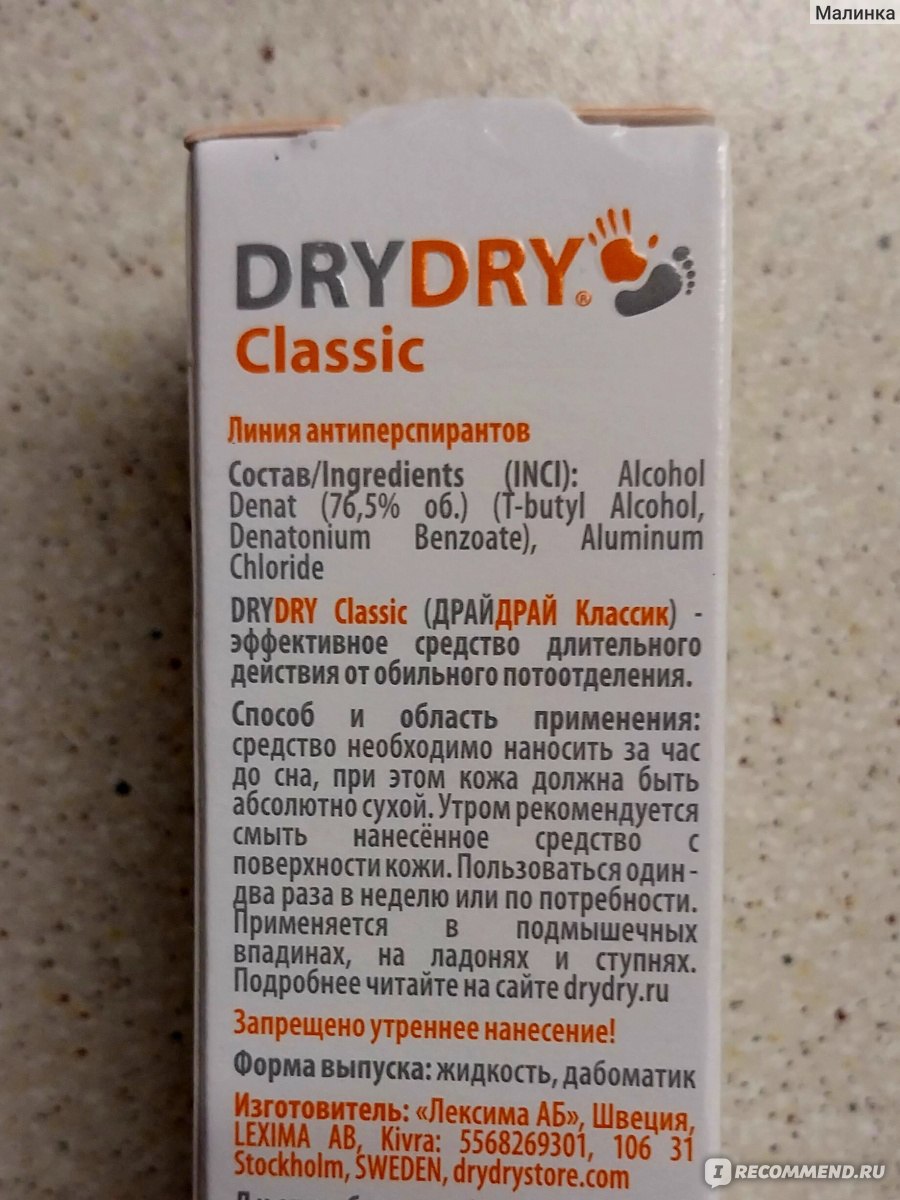 Малинка
DRYDRY®
Classic
Линия антиперспирантов
Состав/Ingredients (INCI): Alcohol
Denat (76,5% об.) (T-butyl Alcohol,
Denatonium Benzoate), Aluminum
Chloride
DRYDRY Classic (ДРАЙДРАЙ Классик) -
эффективное средство длительного
действия от обильного потоотделения.
Способ и область применения:
средство необходимо наносить за час
до сна, при этом кожа должна быть
абсолютно сухой. Утром рекомендуется
смыть нанесённое средство с
поверхности кожи. Пользоваться один-
два раза в неделю или по потребности.
Применяется в подмышечных
впадинах, на ладонях и ступнях.
Подробнее читайте на сайте drydry.ru
Запрещено утреннее нанесение!
Форма выпуска: жидкость, дабоматик
Изготовитель: «Лексима АБ», Швеция,
LEXIMA AB, Kivra: 5568269301, 106 31
Stockholm, SWEDEN, drydrystore.com
I RECOMMEND.RU